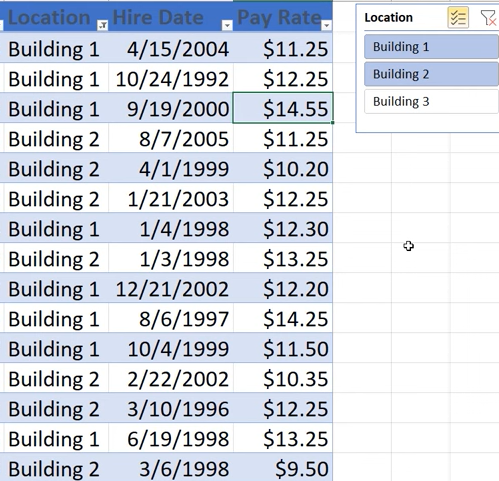 Location Hire Date Pay Rate
Building 1 4/15/2004 $11.25
Building 1 10/24/1992 $12.25
Building 1 9/19/2000 $14.55
Building 2 8/7/2005 $11.25
Building 2 4/1/1999 $10.20
Building 2 1/21/2003 $12.25
Building 1 1/4/1998 $12.30
Building 2 1/3/1998 $13.25
Building 1 12/21/2002 $12.20
Building 1 8/6/1997 $14.25
Building 1 10/4/1999 $11.50
Building 2 2/22/2002 $10.35
Building 2 3/10/1996 $12.25
Building 1 6/19/1998 $13.25
Building 2 3/6/1998 $9.50
Location
Building 1
Building 2
Building 3